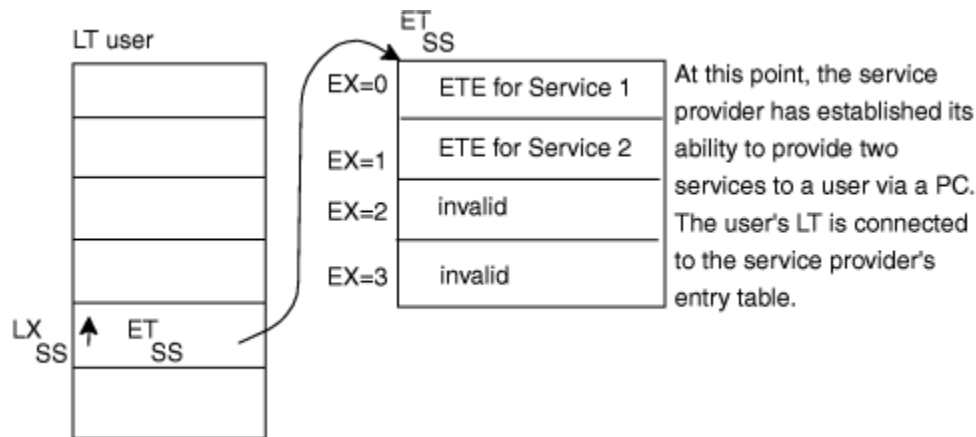 LT user
ET
SS
EX=0
ETE for Service 1
EX=1
ETE for Service 2
EX=2
invalid
EX=3
invalid
LX
SS
ET
SS
At this point, the service
provider has established its
ability to provide two
services to a user via a PC.
The user's LT is connected
to the service provider's
entry table.